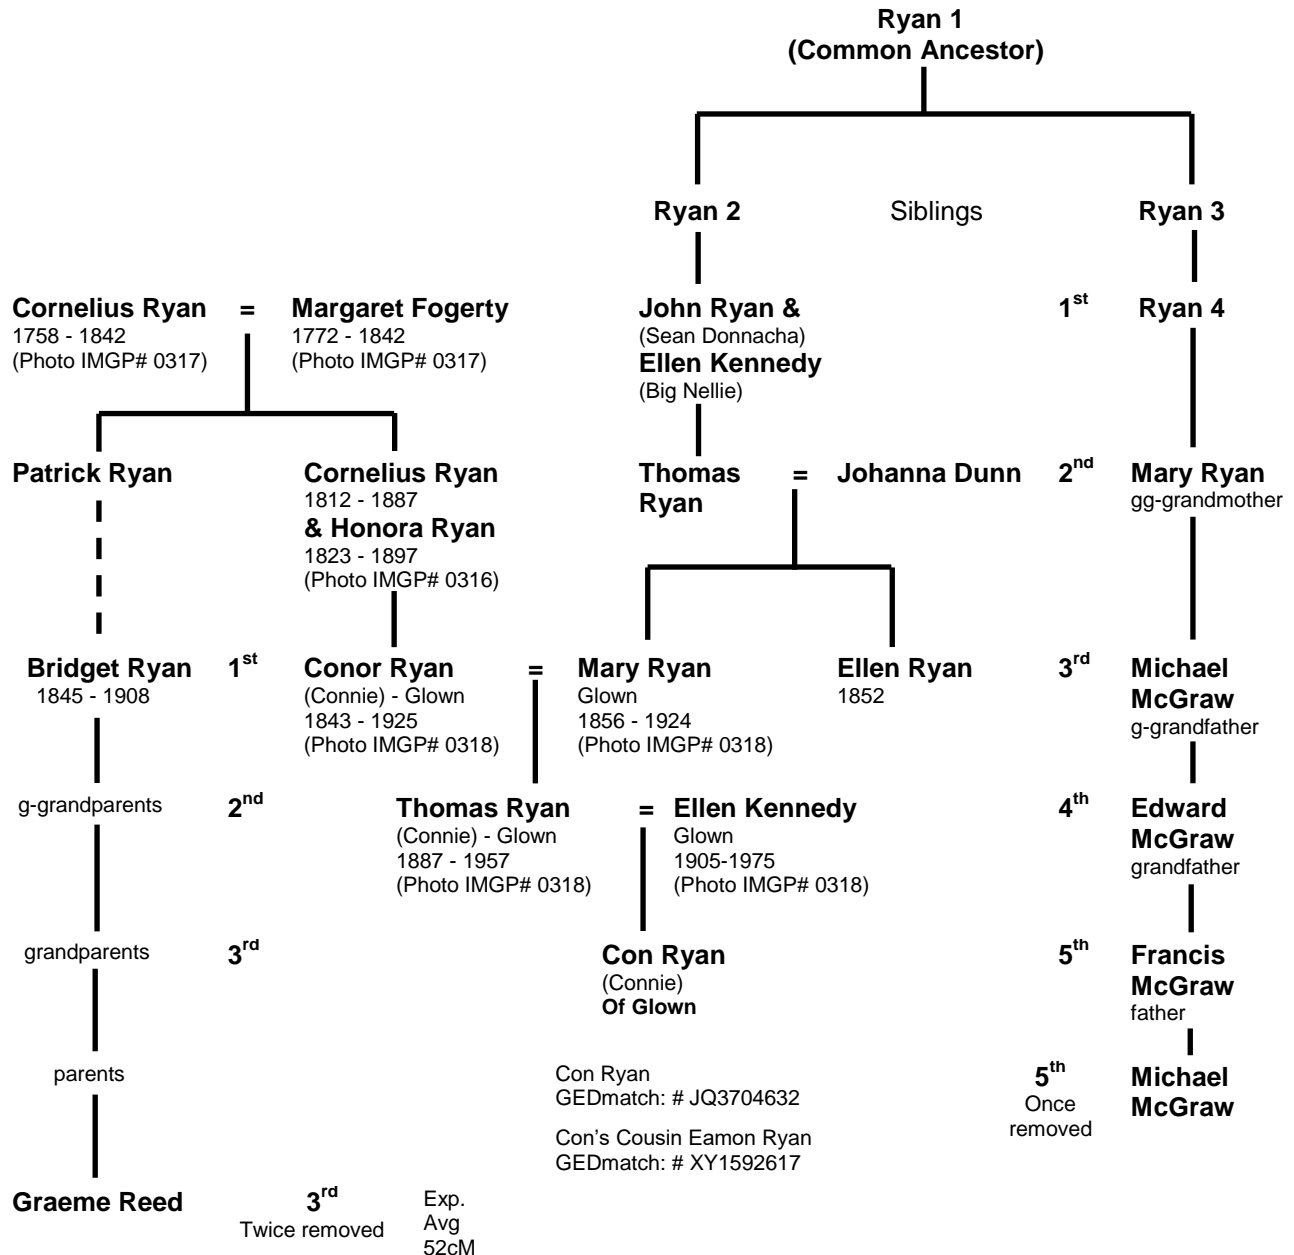 Ryan 1
(Common Ancestor)
Ryan 2
Siblings
Ryan 3
Cornelius Ryan
1758 - 1842
(Photo IMGP# 0317)
=
Margaret Fogerty
1772 - 1842
(Photo IMGP# 0317)
John Ryan &
(Sean Donnacha)
Ellen Kennedy
(Big Nellie)
1st
Ryan 4
Patrick Ryan
Cornelius Ryan
1812 - 1887
& Honora Ryan
1823 - 1897
(Photo IMGP# 0316)
Thomas
Ryan
=
Johanna Dunn
2nd
Mary Ryan
gg-grandmother
Bridget Ryan
1845 - 1908
1st
Conor Ryan
(Connie) - Glown
1843 - 1925
(Photo IMGP# 0318)
=
Mary Ryan
Glown
1856 - 1924
(Photo IMGP# 0318)
Ellen Ryan
1852
3rd
Michael
McGraw
g-grandfather
g-grandparents
2nd
Thomas Ryan
(Connie) - Glown
1887 - 1957
(Photo IMGP# 0318)
=
Ellen Kennedy
Glown
1905-1975
(Photo IMGP# 0318)
4th
Edward
McGraw
grandfather
grandparents
3rd
Con Ryan
(Connie)
Of Glown
5th
Francis
McGraw
father
parents
Con Ryan
GEDmatch: # JQ3704632
Con's Cousin Eamon Ryan
GEDmatch: # XY1592617
5th
Once
removed
Michael
McGraw
Graeme Reed
3rd
Twice removed
Exp.
Avg
52cM